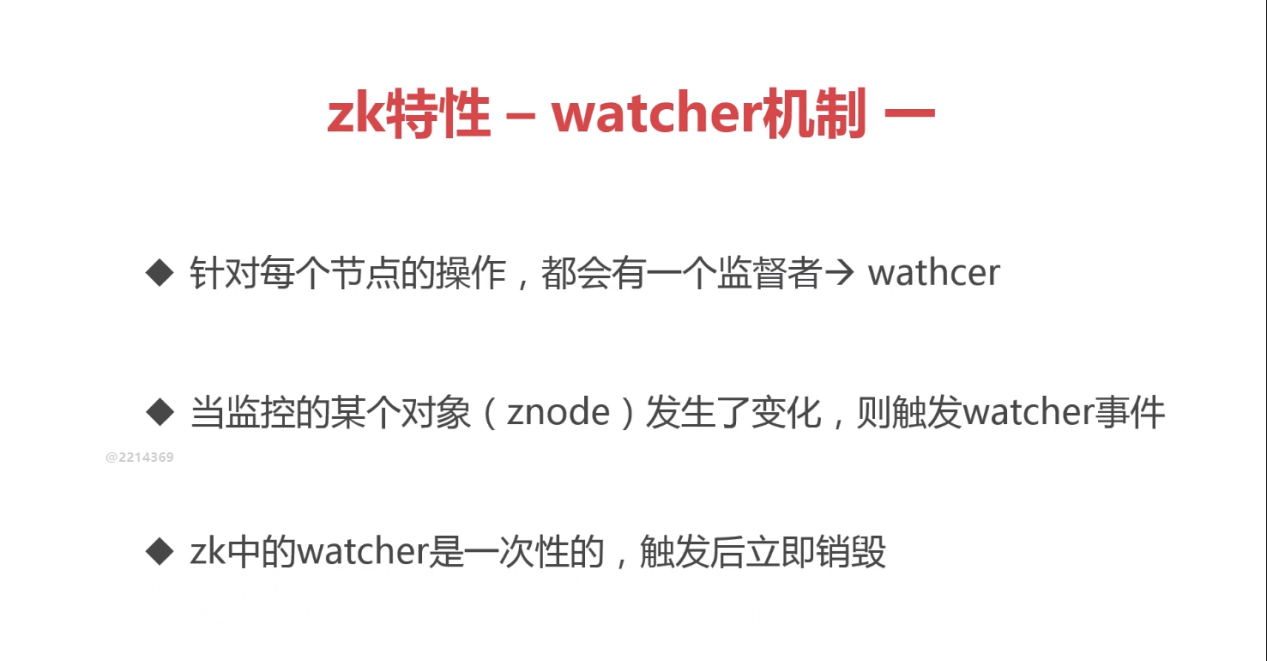 zk特性 – watcher机制 一
◆ 针对每个节点的操作，都会有一个监督者→ wathcer
◆ 当监控的某个对象（znode）发生了变化，则触发watcher事件
@2214369
◆ zk中的watcher是一次性的，触发后立即销毁